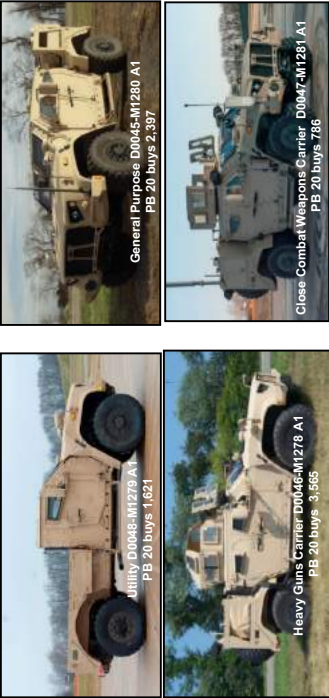 General Purpose D0045-M1280 A1
PB 20 buys 2,397
Close Combat Weapons Carrier D0047-M1281 A1
PB 20 buys 786
Utility D0048-M1279 A1
PB 20 buys 1,621
Heavy Guns Carrier D0046-M1278 A1
PB 20 buys 3,565